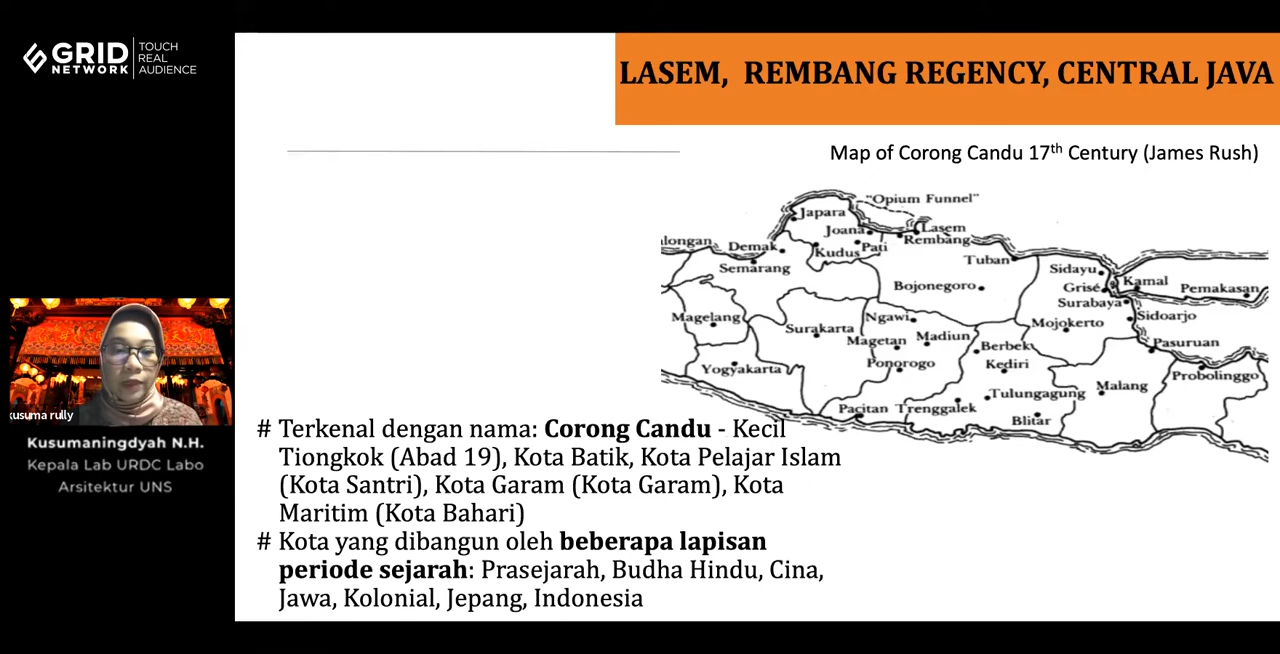 GRID
NETWORK
TOUCH
REAL
AUDIENCE
LASEM, REMBANG REGENCY, CENTRAL JAVA
Map of Corong Candu 17th Century (James Rush)
"Opium Funnel"
Japara
Joana
Lasem
Rembang
longan
Demak
Kudus
Pati
Semarang
Tuban
Sidayu
Grisé
Kamal
Pemakasan
Bojonegoro
Surabaya
Sidoarjo
Magelang
Surakarta
Ngawi
Mojokerto
Magetan
Madiun
Berbek
Pasuruan
Yogyakarta
Ponorogo
Kediri
Probolinggo
Tulungagung
Malang
Pacitan
Trenggalek
Blitar
kusuma rully
Kusumaningdyah N.H.
Kepala Lab URDC Labo
Arsitektur UNS
# Terkenal dengan nama: Corong Candu - Kecil
Tiongkok (Abad 19), Kota Batik, Kota Pelajar Islam
(Kota Santri), Kota Garam (Kota Garam), Kota
Maritim (Kota Bahari)
# Kota yang dibangun oleh beberapa lapisan
periode sejarah: Prasejarah, Budha Hindu, Cina,
Jawa, Kolonial, Jepang, Indonesia